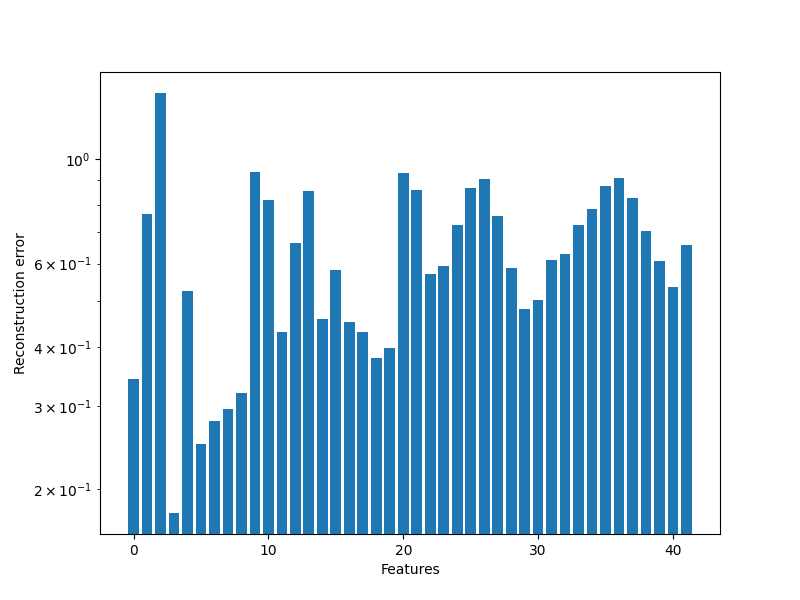 10⁰
6 × 10⁻¹
4 × 10⁻¹
3 × 10⁻¹
2 × 10⁻¹
Reconstruction error
0 10 20 30 40
Features